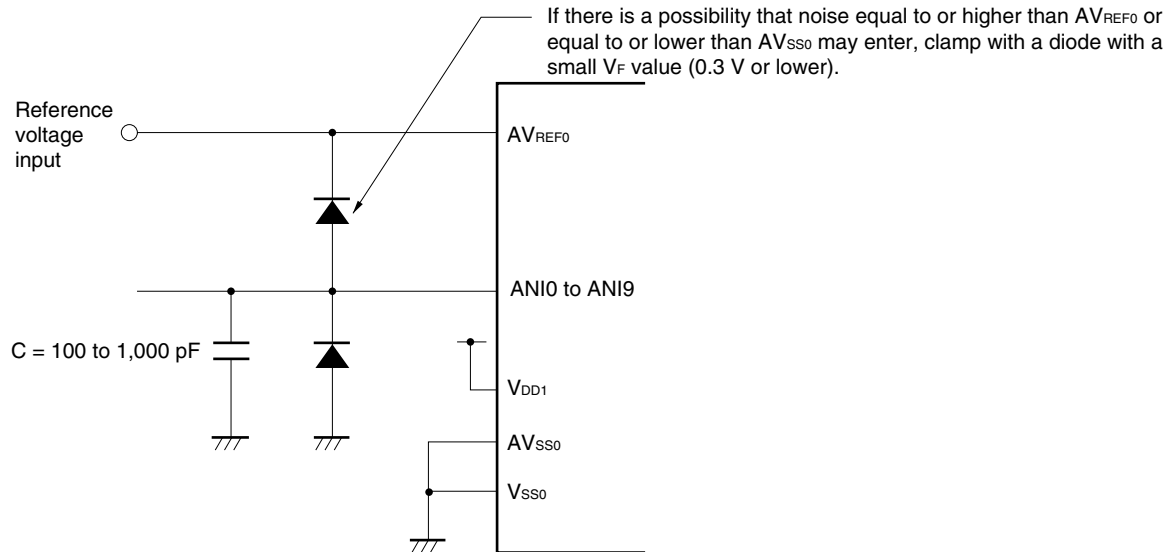 If there is a possibility that noise equal to or higher than AVREF0 or
equal to or lower than AVSS0 may enter, clamp with a diode with a
small VF value (0.3 V or lower).
Reference
voltage
input
AVREF0
ANI0 to ANI9
C = 100 to 1,000 pF
VDD1
AVSS0
VSS0